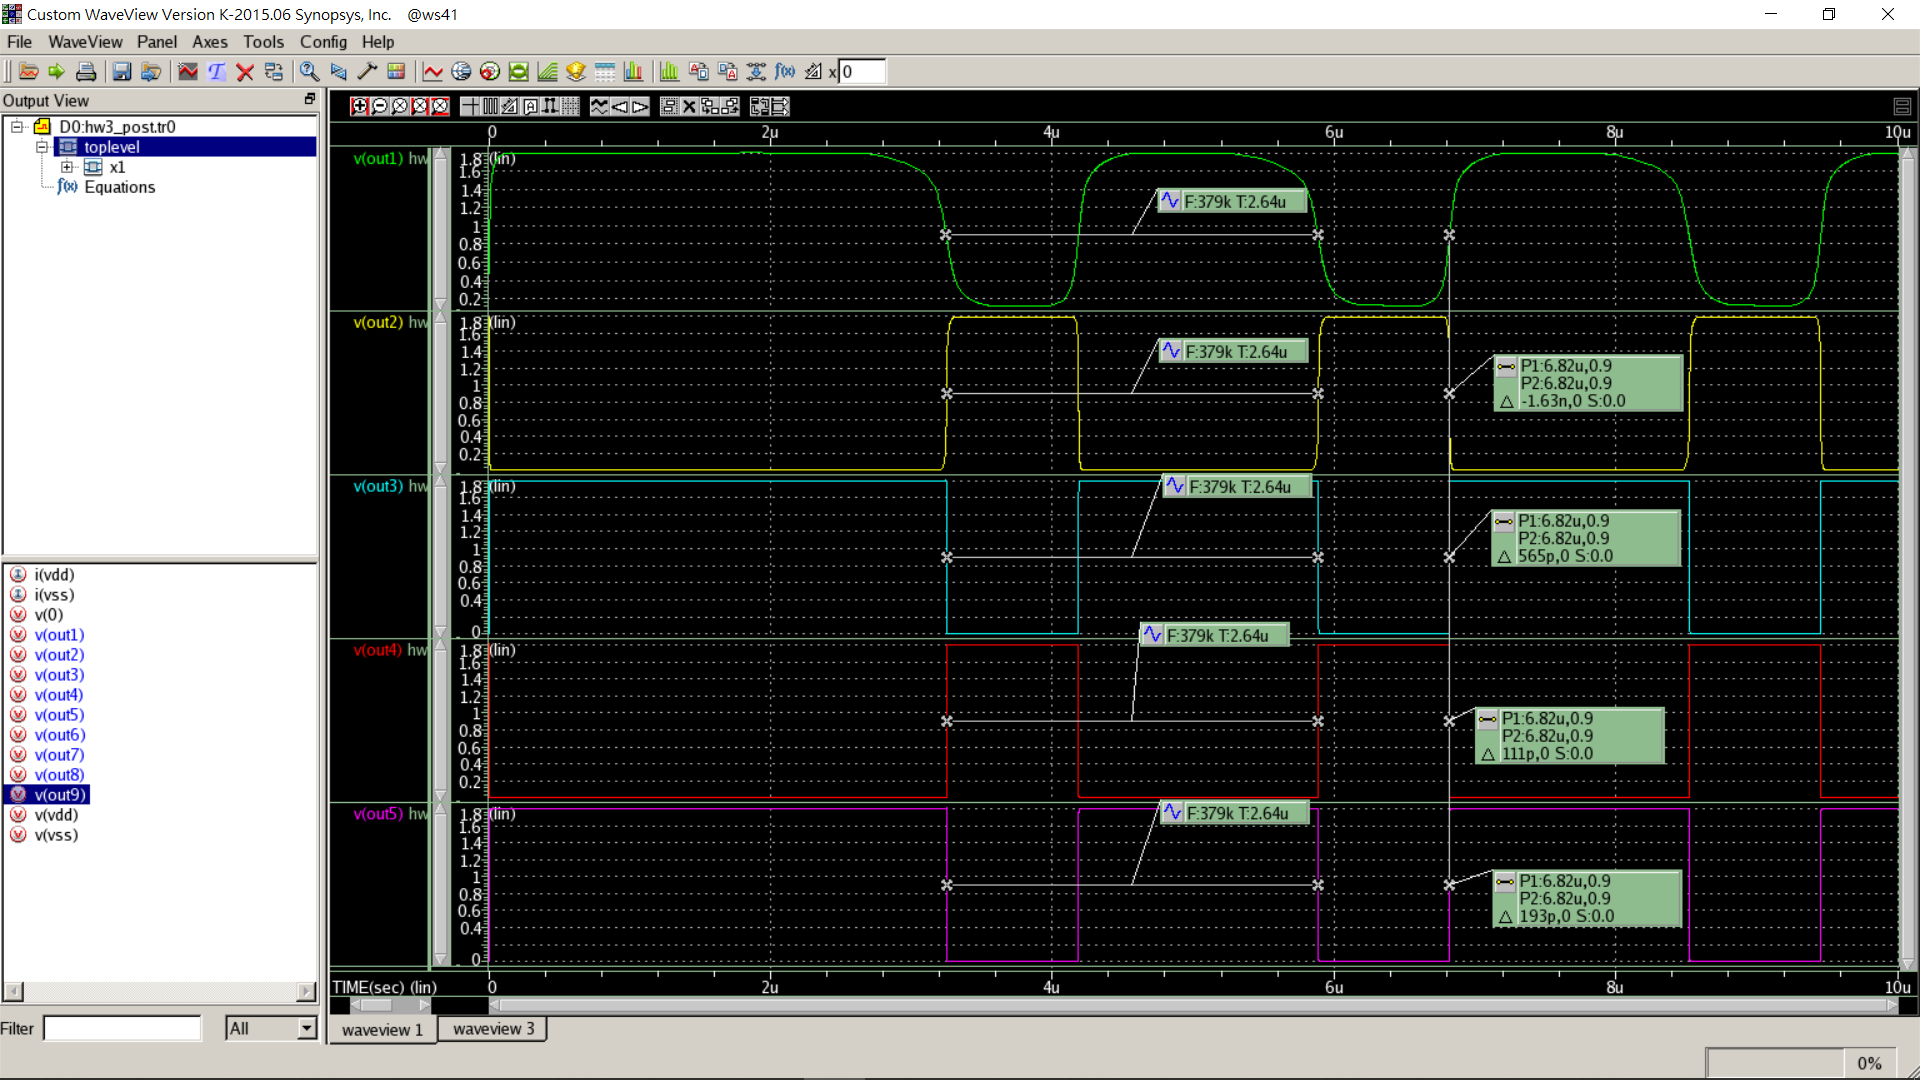 Custom WaveView Version K-2015.06 Synopsys, Inc. @ws41
File WaveView Panel Axes Tools Config Help
x 0
Output View
D0:hw3_post.tr0
toplevel
x1
f(x) Equations
i(vdd)
i(vss)
v(0)
v(out1)
v(out2)
v(out3)
v(out4)
v(out5)
v(out6)
v(out7)
v(out8)
v(out9)
v(vdd)
v(vss)
Filter All
0 2u 4u 6u 8u 10u
v(out1) hw
1.8 (lin)
1.6
1.4
1.2
1
0.8
0.6
0.4
0.2
F:379k T:2.64u
v(out2) hw
1.8 (lin)
1.6
1.4
1.2
1
0.8
0.6
0.4
0.2
F:379k T:2.64u
P1:6.82u,0.9
P2:6.82u,0.9
△ -1.63n,0 S:0.0
v(out3) hw
1.8 (lin)
1.6
1.4
1.2
1
0.8
0.6
0.4
0
F:379k T:2.64u
P1:6.82u,0.9
P2:6.82u,0.9
△ 565p,0 S:0.0
v(out4) hw
1.8 (lin)
1.6
1.4
1.2
1
0.8
0.6
0.4
0.2
F:379k T:2.64u
P1:6.82u,0.9
P2:6.82u,0.9
△ 111p,0 S:0.0
v(out5) hw
1.8 (lin)
1.6
1.4
1.2
1
0.8
0.6
0.4
0
F:379k T:2.64u
P1:6.82u,0.9
P2:6.82u,0.9
△ 193p,0 S:0.0
TIME(sec) (lin) 0 2u 4u 6u 8u 10u
waveview 1 waveview 3
0%